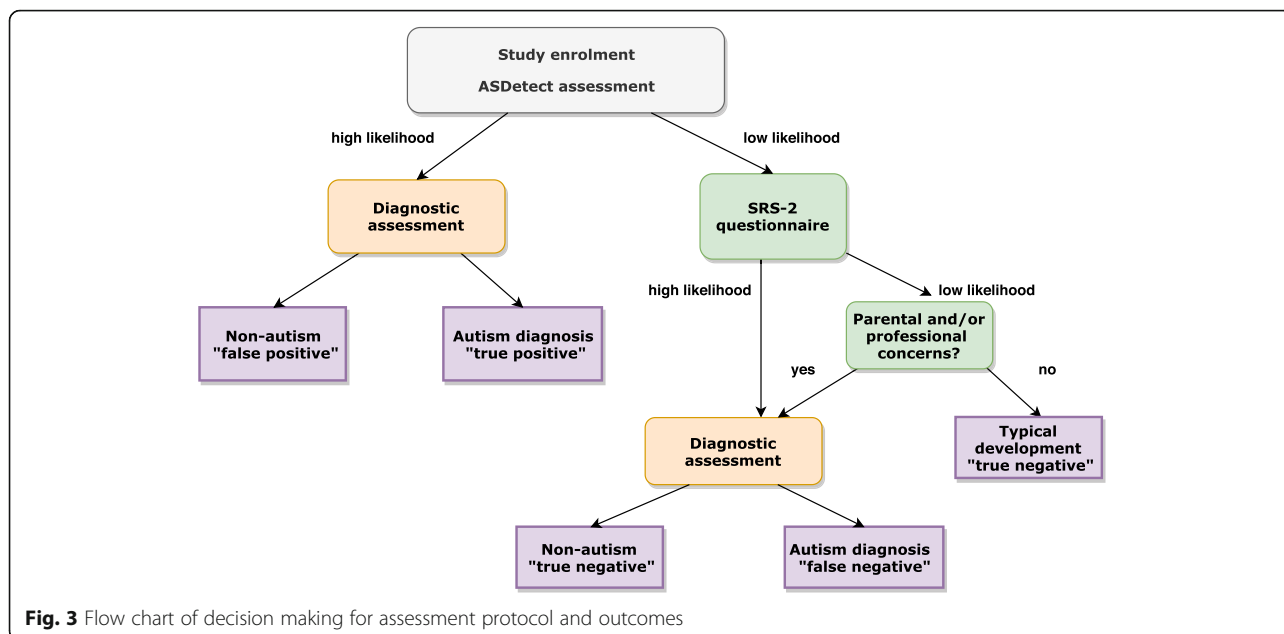 Study enrolment
ASDetect assessment
high likelihood
low likelihood
Diagnostic
assessment
SRS-2
questionnaire
high likelihood
low likelihood
Non-autism
"false positive"
Autism diagnosis
"true positive"
Parental and/or
professional
concerns?
yes
no
Diagnostic
assessment
Typical
development
"true negative"
Non-autism
"true negative"
Autism diagnosis
"false negative"
Fig. 3 Flow chart of decision making for assessment protocol and outcomes